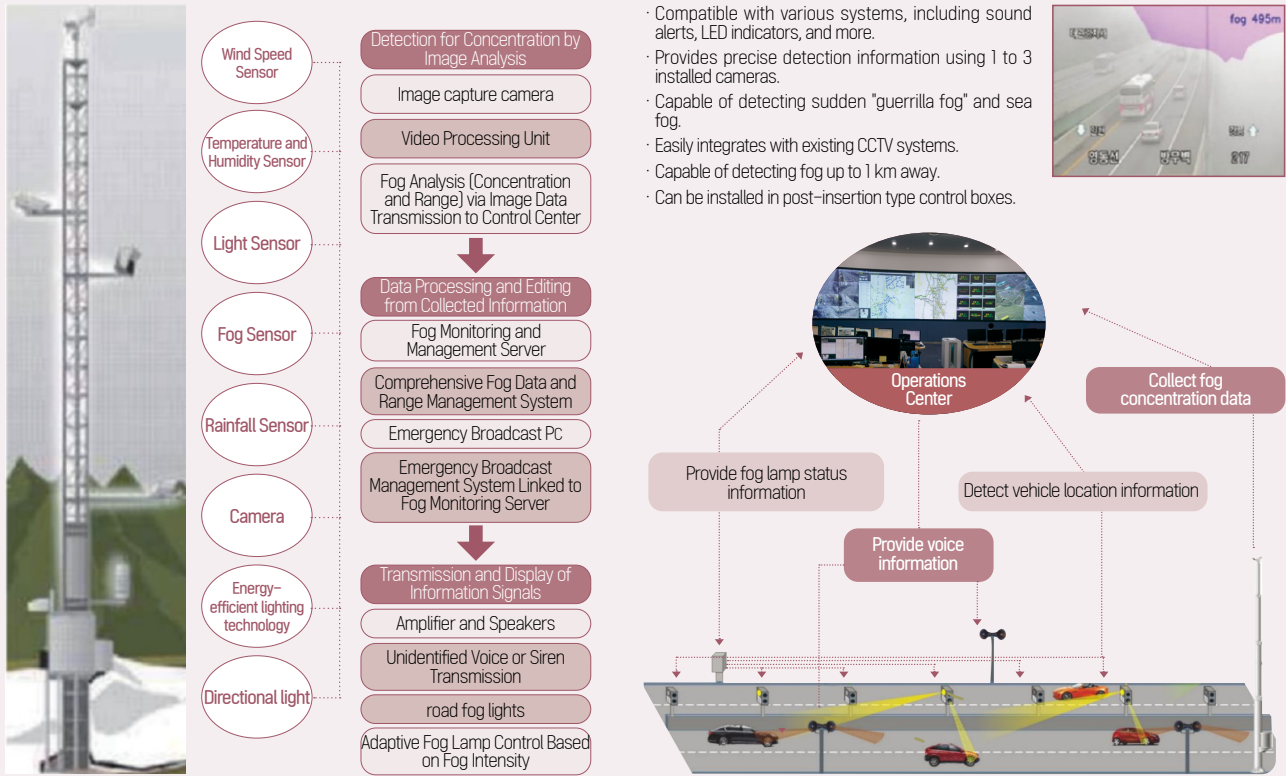 Wind Speed
Sensor
Temperature and
Humidity Sensor
Light Sensor
Fog Sensor
Rainfall Sensor
Camera
Energy-
efficient lighting
technology
Directional light
Detection for Concentration by
Image Analysis
Image capture camera
Video Processing Unit
Fog Analysis (Concentration
and Range) via Image Data
Transmission to Control Center
Data Processing and Editing
from Collected Information
Fog Monitoring and
Management Server
Comprehensive Fog Data and
Range Management System
Emergency Broadcast Pc
Emergency Broadcast
Management System Linked to
Fog Monitoring Server
Transmission and Display of
Information Signals
Amplifier and Speakers
Unidentified Voice or Siren
Transmission
road fog lights
Adaptive Fog Lamp Control Based
on Fog Intensity
· Compatible with various systems, including sound
alerts, LED indicators, and more.
· Provides precise detection information using 1 to 3
installed cameras.
· Capable of detecting sudden "guerrilla fog" and sea
fog.
· Easily integrates with existing CCTV systems.
· Capable of detecting fog up to 1 km away.
· Can be installed in post-insertion type control boxes.
fog 495m
217
Operations
Center
Collect fog
concentration data
Provide fog lamp status
information
Detect vehicle location information
Provide voice
information